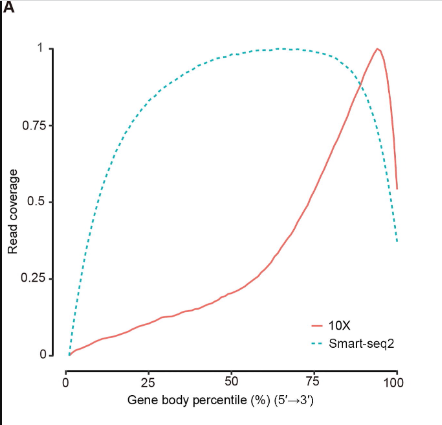 A
1
0.75
0.5
0.25
0
Read coverage
10X
Smart-seq2
0 25 50 75 100
Gene body percentile (%) (5′→3′)